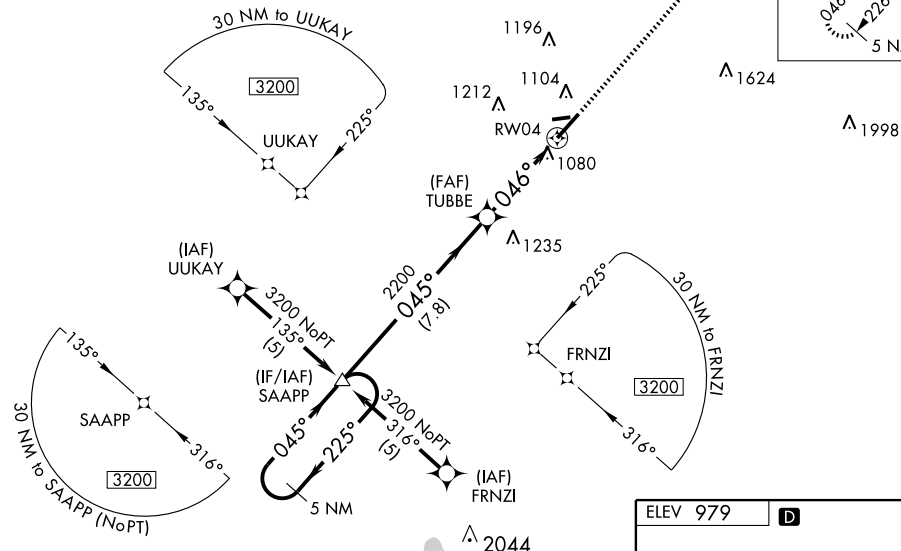 30 NM to UUKAY
3200
135°
225°
UUKAY
1196
1104
1212
RW04
1080
046°
226°
5 N
1624
1998
(FAF)
TUBBE
046°
1235
(IAF)
UUKAY
3200 NoPT
135°
(5)
2200
045°
(7.8)
225°
30 NM to FRNZI
FRNZI
3200
316°
135°
SAAPP
316°
3200
30 NM to SAAPP (NoPT)
(IF/IAF)
SAAPP
045°
225°
5 NM
3200 NoPT
316°
(5)
(IAF)
FRNZI
2044
ELEV 979 D